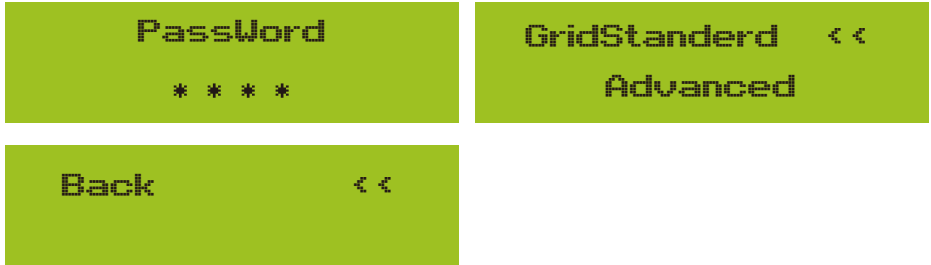 PassWord
* * * *
GridStanderd <<
Advanced
Back <<